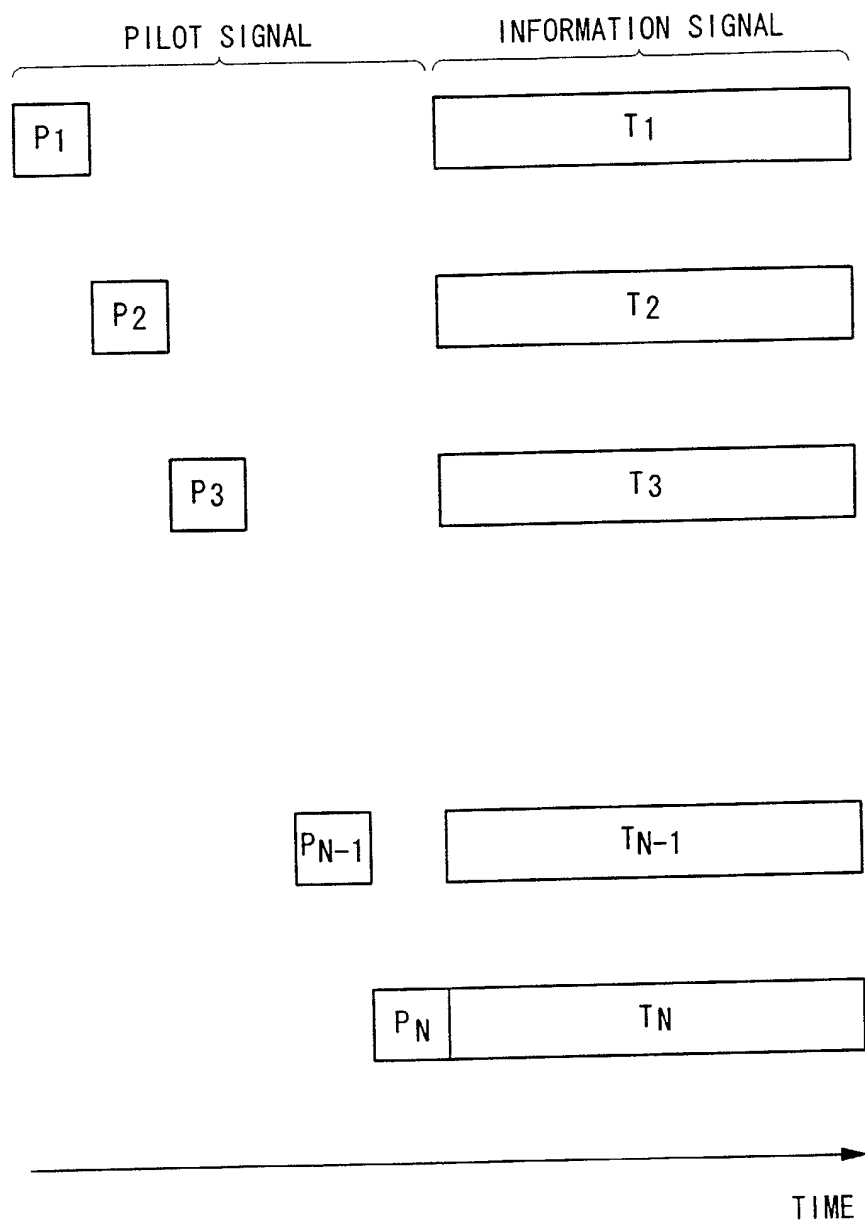 PILOT SIGNAL INFORMATION SIGNAL
P1 T1
P2 T2
P3 T3
PN-1 TN-1
PN TN
TIME